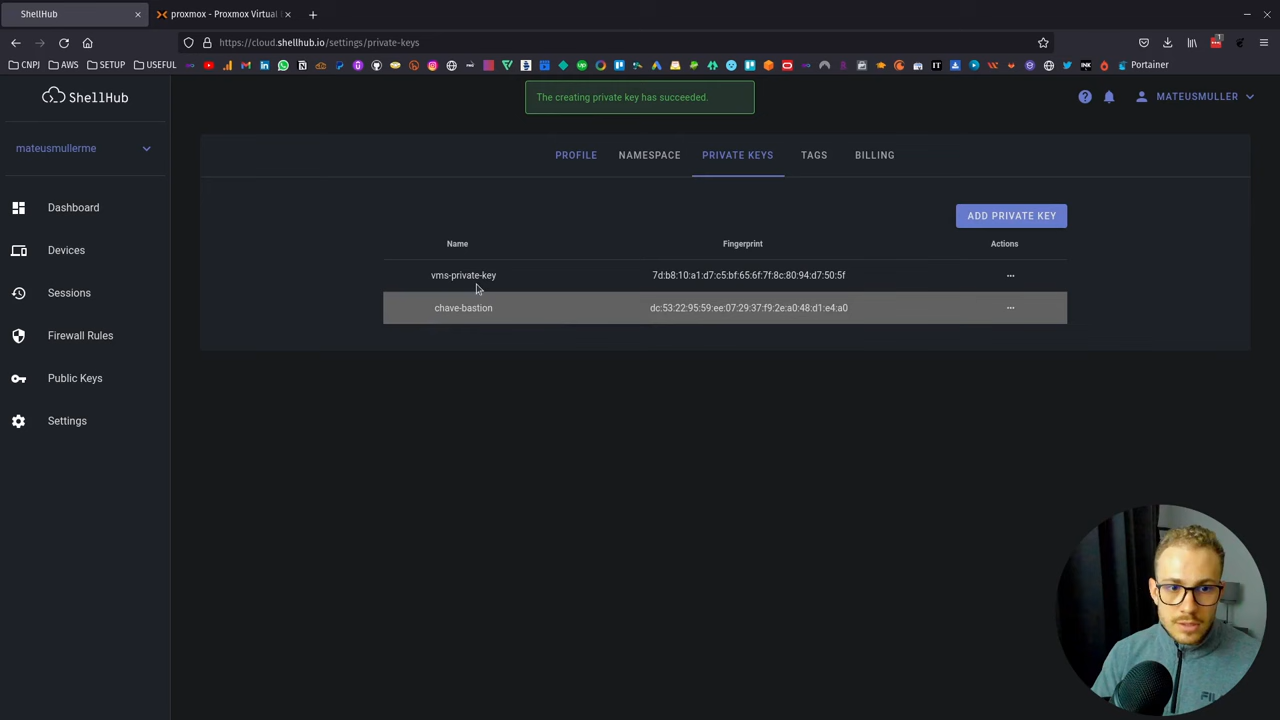 ShellHub
proxmox - Proxmox Virtual
https://cloud.shellhub.io/settings/private-keys
CNPJ
AWS
SETUP
USEFUL
Portainer
ShellHub
The creating private key has succeeded.
MATEUSMULLER
mateusmullerme
PROFILE
NAMESPACE
PRIVATE KEYS
TAGS
BILLING
Dashboard
Devices
Sessions
Firewall Rules
Public Keys
Settings
ADD PRIVATE KEY
Name
Fingerprint
Actions
vms-private-key
7d:b8:10:a1:d7:c5:bf:65:6f:7f:8c:80:94:d7:50:5f
chave-bastion
dc:53:22:95:59:ee:07:29:37:f9:2e:a0:48:d1:e4:a0